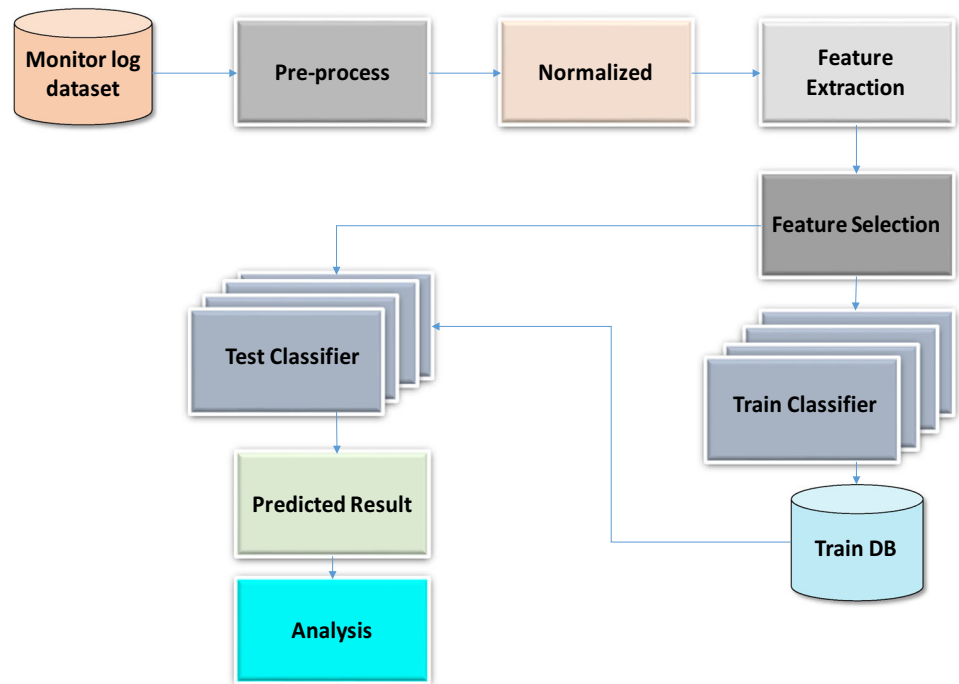 Monitor log
dataset
Pre-process
Normalized
Feature
Extraction
Feature Selection
Test Classifier
Train Classifier
Predicted Result
Train DB
Analysis